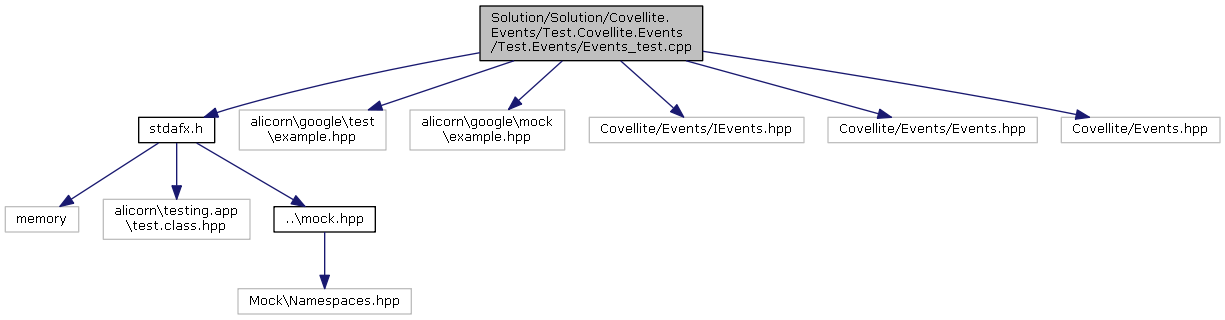 Solution/Solution/Covellite.
Events/Test.Covellite.Events
/Test.Events/Events_test.cpp
stdafx.h
alicorn\google\test
\example.hpp
alicorn\google\mock
\example.hpp
Covellite/Events/IEvents.hpp
Covellite/Events/Events.hpp
Covellite/Events.hpp
memory
alicorn\testing.app
\test.class.hpp
..\mock.hpp
Mock\Namespaces.hpp